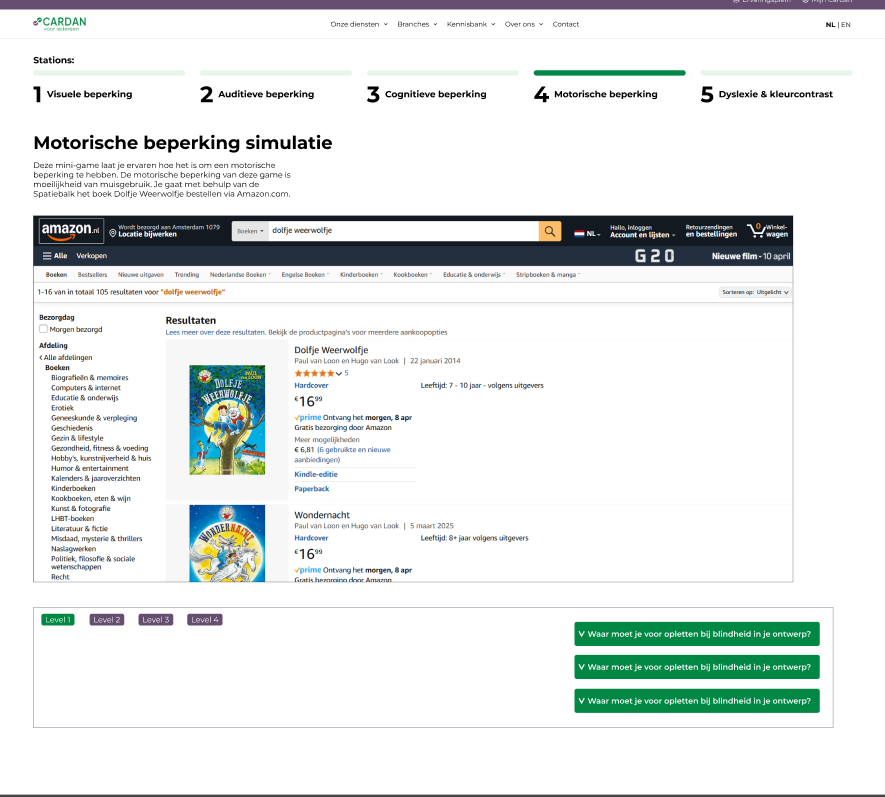 Ervaringsplein Mijn Cardan
CARDAN
voor iedereen
Onze diensten Branches Kennisbank Over ons Contact
NL | EN
Stations:
1 Visuele beperking
2 Auditieve beperking
3 Cognitieve beperking
4 Motorische beperking
5 Dyslexie & kleurcontrast
Motorische beperking simulatie
Deze mini-game laat je ervaren hoe het is om een motorische
beperking te hebben. De motorische beperking van deze game is
moeilijkheid van muisgebruik. Je gaat met behulp van de
Spatiebalk het boek Dolfje Weerwolfje bestellen via Amazon.com.
amazon.nl
Wordt bezorgd aan Amsterdam 1079
Locatie bijwerken
Boeken
dolfje weerwolfje
NL
Hallo, inloggen
Account en lijsten
Retourzendingen
en bestellingen
0
Winkel-
wagen
Alle Verkopen
G20
Nieuwe film - 10 april
Boeken Bestsellers Nieuwe uitgaven Trending Nederlandse Boeken Engelse Boeken Kinderboeken Kookboeken Educatie & onderwijs Stripboeken & manga
1-16 van in totaal 105 resultaten voor "dolfje weerwolfje"
Sorteren op: Uitgelicht
Bezorgdag
Morgen bezorgd
Afdeling
‹ Alle afdelingen
Boeken
Biografieën & memoires
Computers & internet
Educatie & onderwijs
Erotiek
Geneeskunde & verpleging
Geschiedenis
Gezin & lifestyle
Gezondheid, fitness & voeding
Hobby's, kunstnijverheid & huis
Humor & entertainment
Kalenders & jaaroverzichten
Kinderboeken
Kookboeken, eten & wijn
Kunst & fotografie
LHBT-boeken
Literatuur & fictie
Misdaad, mysterie & thrillers
Naslagwerken
Politiek, filosofie & sociale
wetenschappen
Recht
Resultaten
Lees meer over deze resultaten. Bekijk de productpagina's voor meerdere aankoopopties
PAUL
VAN LOON
DOLFJE
WEERWOLFJE
Dolfje Weerwolfje
Paul van Loon en Hugo van Look | 22 januari 2014
5
Hardcover
Leeftijd: 7 - 10 jaar - volgens uitgevers
€16⁹⁹
prime Ontvang het morgen, 8 apr
Gratis bezorging door Amazon
Meer mogelijkheden
€ 6,81 (6 gebruikte en nieuwe
aanbiedingen)
Kindle-editie
Paperback
WONDERNACHT
Wondernacht
Paul van Loon en Hugo van Look | 5 maart 2025
Hardcover
Leeftijd: 8+ jaar volgens uitgevers
€16⁹⁹
prime Ontvang het morgen, 8 apr
Gratis bezorging door Amazon
Level 1 Level 2 Level 3 Level 4
V Waar moet je voor opletten bij blindheid in je ontwerp?
V Waar moet je voor opletten bij blindheid in je ontwerp?
V Waar moet je voor opletten bij blindheid in je ontwerp?